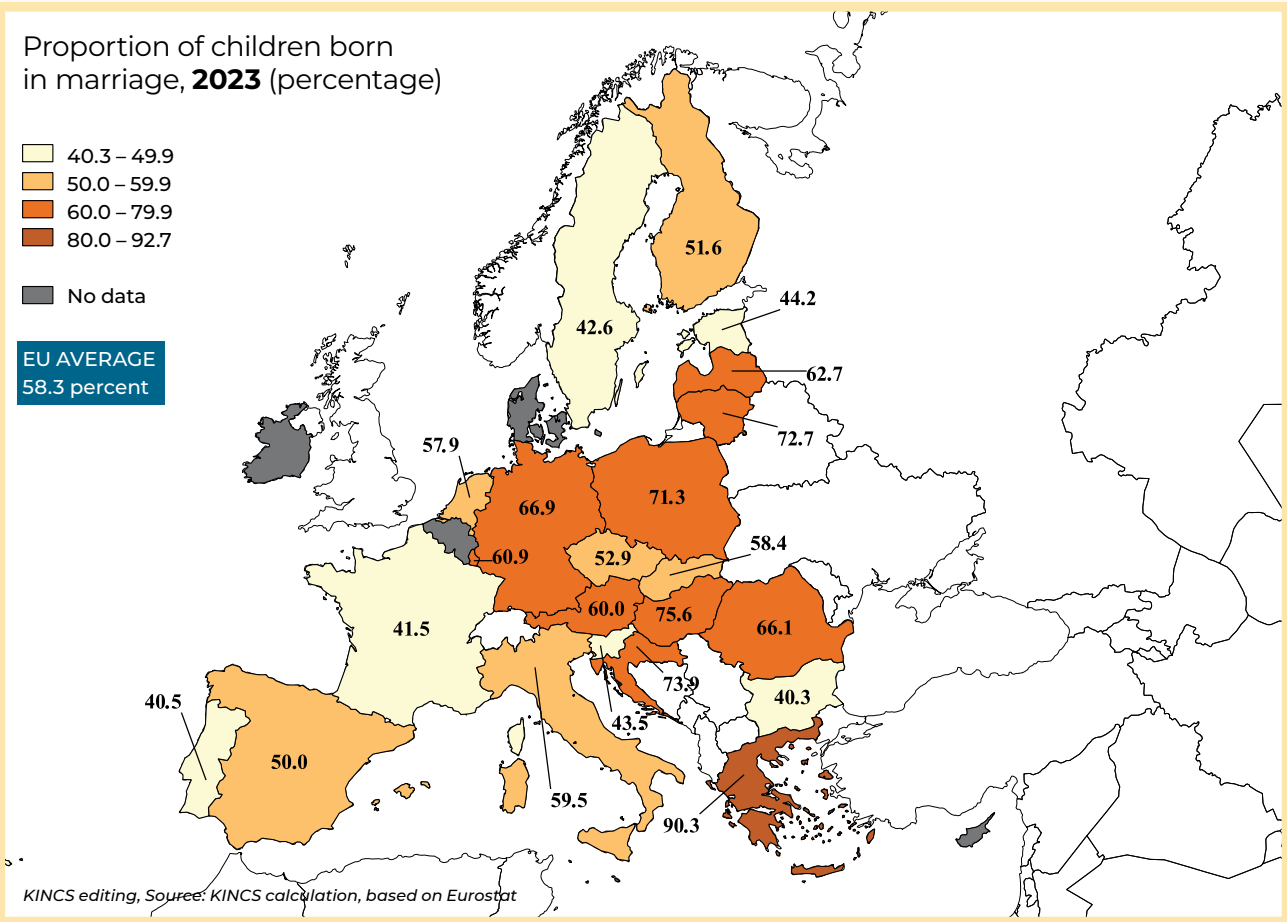 Proportion of children born
in marriage, 2023 (percentage)
40.3 – 49.9
50.0 – 59.9
60.0 – 79.9
80.0 – 92.7
No data
EU AVERAGE
58.3 percent
51.6
44.2
42.6
62.7
72.7
57.9
66.9
71.3
60.9
52.9
58.4
60.0
75.6
66.1
41.5
73.9
43.5
40.3
40.5
50.0
59.5
90.3
KINCS editing, Source: KINCS calculation, based on Eurostat